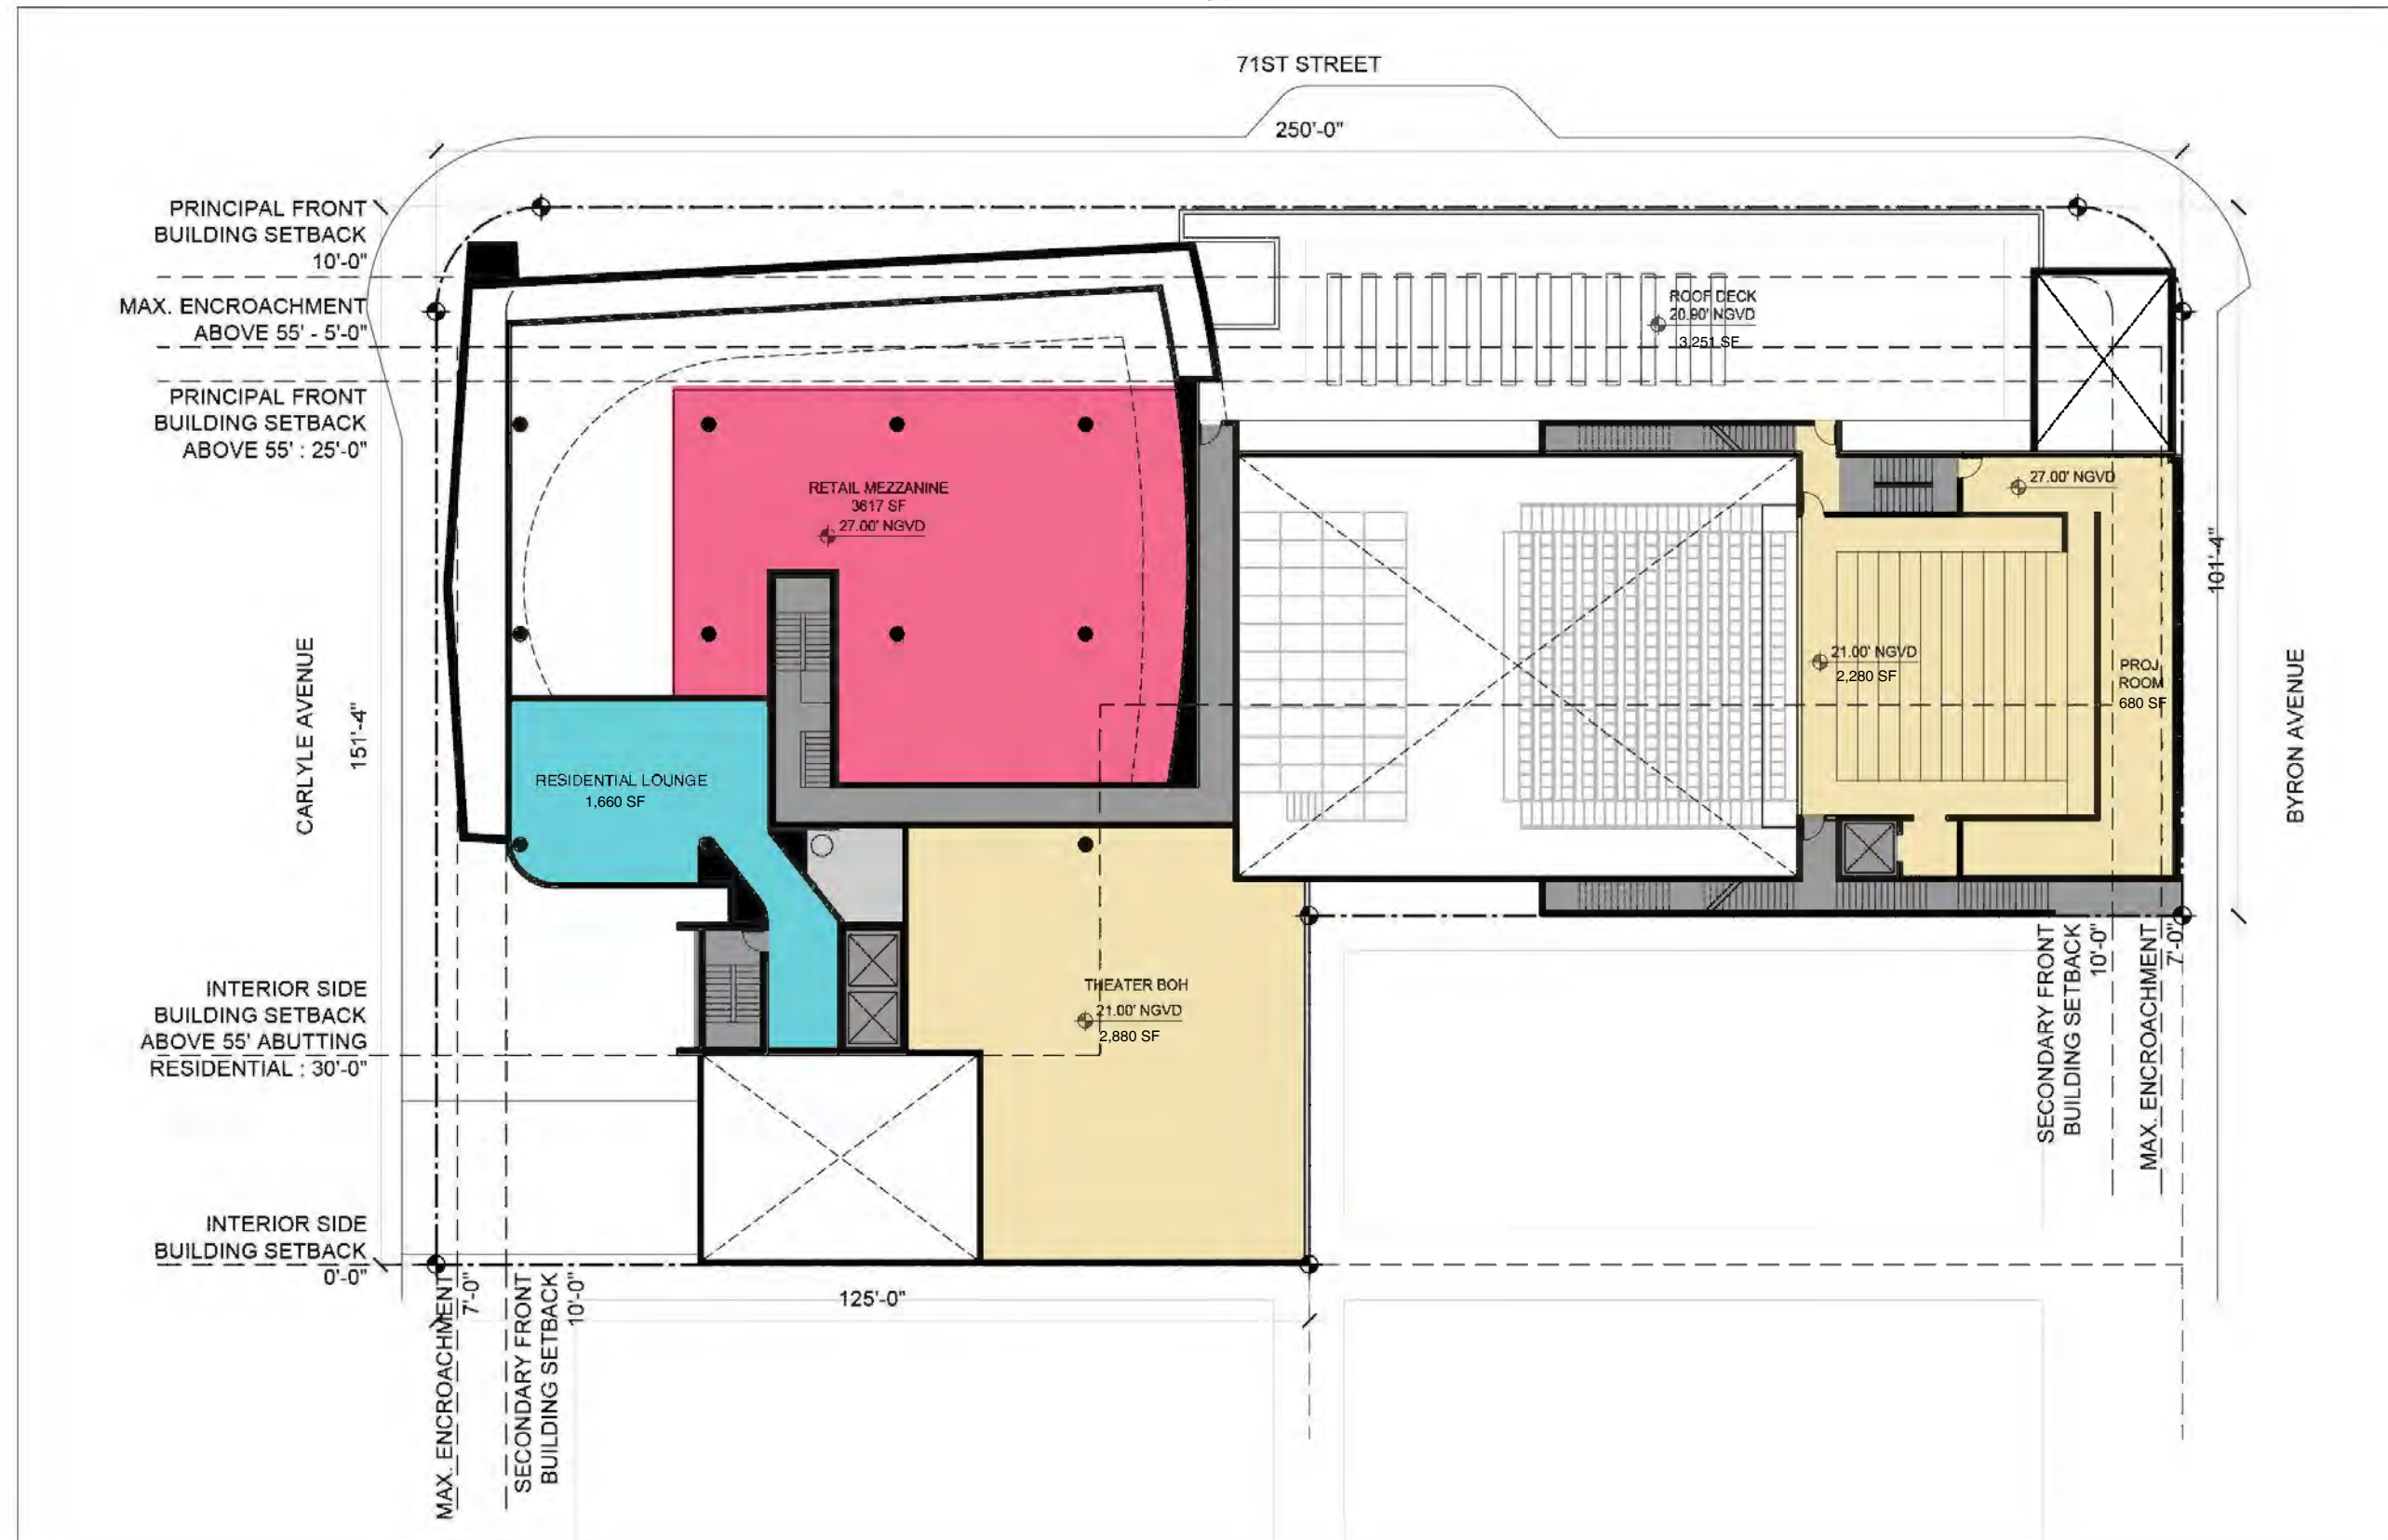 71ST STREET
250'-0"
PRINCIPAL FRONT
BUILDING SETBACK
10'-0"
MAX. ENCROACHMENT
ABOVE 55' - 5'-0"
PRINCIPAL FRONT
BUILDING SETBACK
ABOVE 55' : 25'-0"
ROOF DECK
20.90' NGVD
3,251 SF
RETAIL MEZZANINE
3617 SF
27.00' NGVD
27.00' NGVD
101'-4"
21.00' NGVD
2,280 SF
PROJ.
ROOM
680 SF
CARLYLE AVENUE
151'-4"
BYRON AVENUE
RESIDENTIAL LOUNGE
1,660 SF
INTERIOR SIDE
BUILDING SETBACK
ABOVE 55' ABUTTING
RESIDENTIAL : 30'-0"
THEATER BOH
21.00' NGVD
2,880 SF
SECONDARY FRONT
BUILDING SETBACK
10'-0"
MAX. ENCROACHMENT
7'-0"
INTERIOR SIDE
BUILDING SETBACK
0'-0"
125'-0"
MAX. ENCROACHMENT
7'-0"
SECONDARY FRONT
BUILDING SETBACK
10'-0"